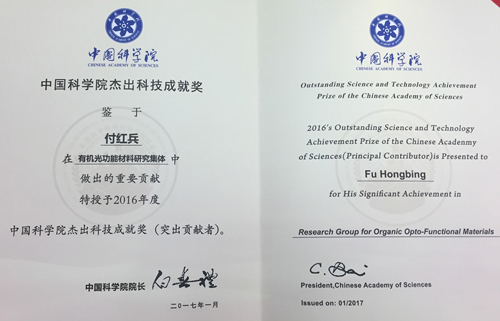 中国科学院
CHINESE ACADEMY OF SCIENCES
中国科学院杰出科技成就奖
鉴 于
付红兵
在 有机光功能材料研究集体 中
做出的重要贡献
特授予2016年度
中国科学院杰出科技成就奖(突出贡献者)。
中国科学院院长 白春礼
二〇一七年一月
中国科学院
CHINESE ACADEMY OF SCIENCES
Outstanding Science and Technology Achievement
Prize of the Chinese Academy of Sciences
2016's Outstanding Science and Technology
Achievement Prize of the Chinese Academny
of Sciences(Principal Contributor)is Presented to
Fu Hongbing
for His Significant Achievement in
Research Group for Organic Opto-Functional Materials
C. Bai
President,Chinese Academy of Sciences
Issued on: 01/2017